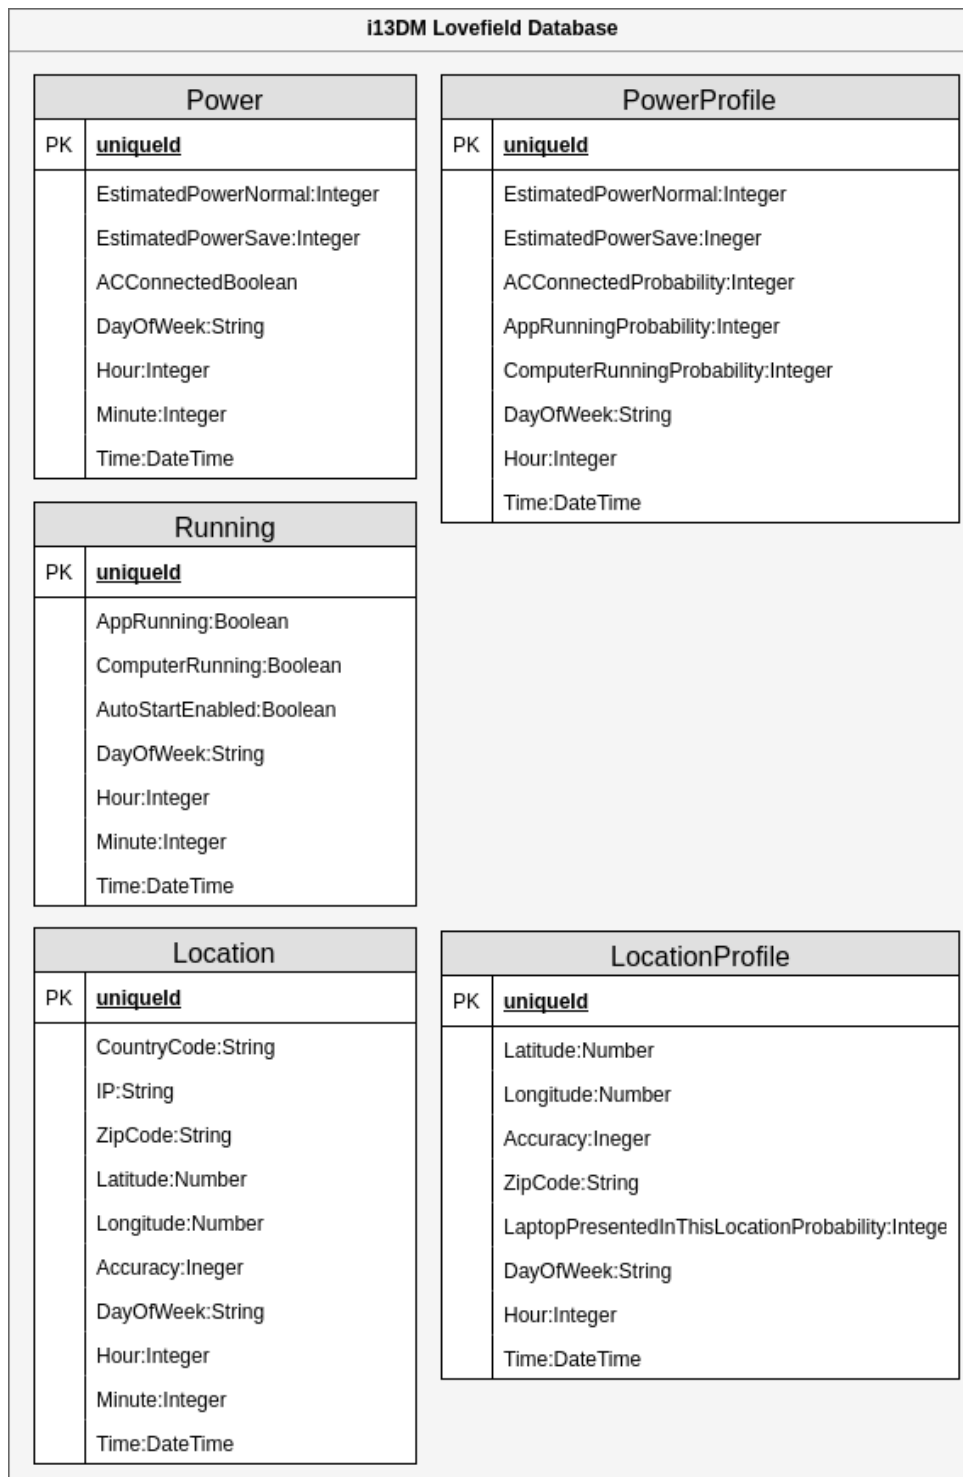 i13DM Lovefield Database
Power
PK uniqueId
EstimatedPowerNormal:Integer
EstimatedPowerSave:Integer
ACConnectedBoolean
DayOfWeek:String
Hour:Integer
Minute:Integer
Time:DateTime
PowerProfile
PK uniqueId
EstimatedPowerNormal:Integer
EstimatedPowerSave:Ineger
ACConnectedProbability:Integer
AppRunningProbability:Integer
ComputerRunningProbability:Integer
DayOfWeek:String
Hour:Integer
Time:DateTime
Running
PK uniqueId
AppRunning:Boolean
ComputerRunning:Boolean
AutoStartEnabled:Boolean
DayOfWeek:String
Hour:Integer
Minute:Integer
Time:DateTime
Location
PK uniqueId
CountryCode:String
IP:String
ZipCode:String
Latitude:Number
Longitude:Number
Accuracy:Ineger
DayOfWeek:String
Hour:Integer
Minute:Integer
Time:DateTime
LocationProfile
PK uniqueId
Latitude:Number
Longitude:Number
Accuracy:Ineger
ZipCode:String
LaptopPresentedInThisLocationProbability:Intege
DayOfWeek:String
Hour:Integer
Time:DateTime